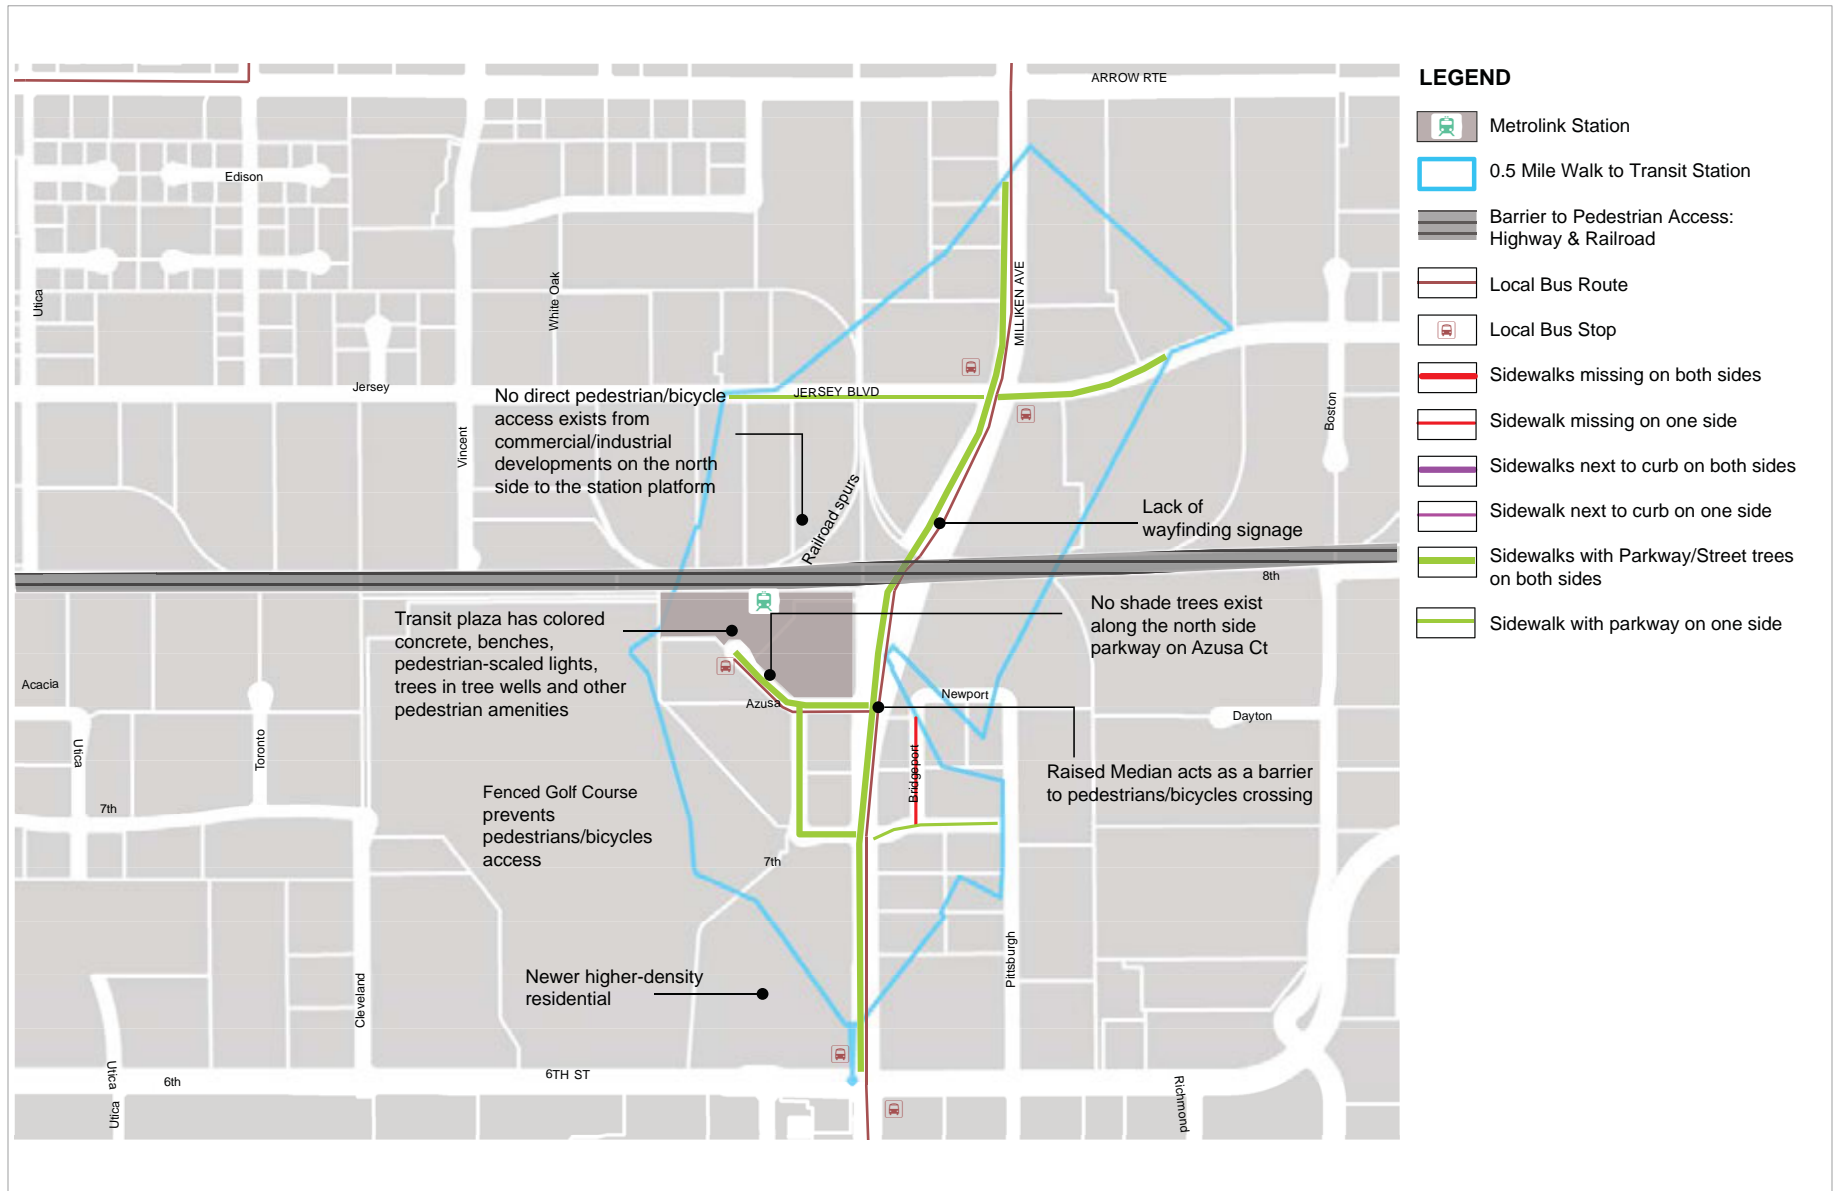 ARROW RTE
Edison
Utica
White Oak
MILLIKEN AVE
Jersey
JERSEY BLVD
Vincent
Boston
No direct pedestrian/bicycle
access exists from
commercial/industrial
developments on the north
side to the station platform
Railroad spurs
Lack of
wayfinding signage
8th
Transit plaza has colored
concrete, benches,
pedestrian-scaled lights,
trees in tree wells and other
pedestrian amenities
No shade trees exist
along the north side
parkway on Azusa Ct
Acacia
Azusa
Newport
Dayton
Utica
Toronto
Bridgeport
Raised Median acts as a barrier
to pedestrians/bicycles crossing
Fenced Golf Course
prevents
pedestrians/bicycles
access
7th
7th
Newer higher-density
residential
Pittsburgh
Cleveland
Utica
Utica
6th
6TH ST
Richmond
LEGEND
Metrolink Station
0.5 Mile Walk to Transit Station
Barrier to Pedestrian Access:
Highway & Railroad
Local Bus Route
Local Bus Stop
Sidewalks missing on both sides
Sidewalk missing on one side
Sidewalks next to curb on both sides
Sidewalk next to curb on one side
Sidewalks with Parkway/Street trees
on both sides
Sidewalk with parkway on one side